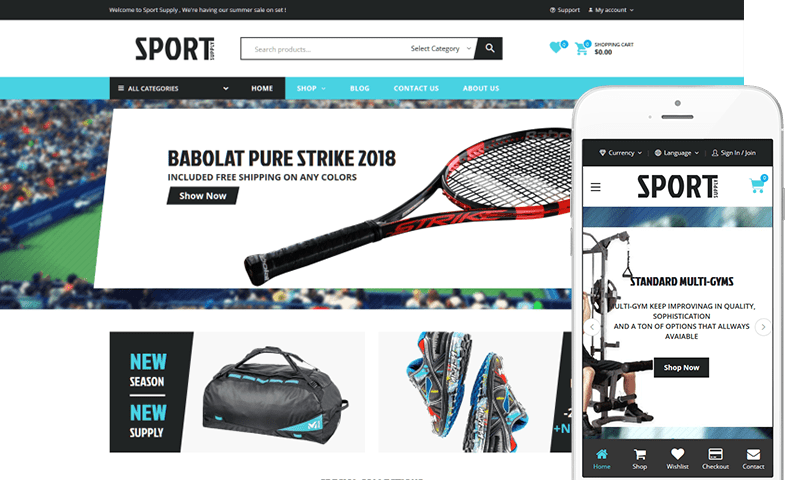 Welcome to Sport Supply , We're having our summer sale on set !
Support
My account
SPORT SUPPLY
Search products...
Select Category
0
0
SHOPPING CART
$0.00
ALL CATEGORIES
HOME
SHOP
BLOG
CONTACT US
ABOUT US
BABOLAT PURE STRIKE 2018
INCLUDED FREE SHIPPING ON ANY COLORS
Show Now
STRIKE
NEW
SEASON
NEW
SUPPLY
Currency
Language
Sign In / Join
SPORT SUPPLY
0
STANDARD MULTI-GYMS
MULTI-GYM KEEP IMPROVINAG IN QUALITY,
SOPHISTICATION
AND A TON OF OPTIONS THAT ALLWAYS
AVAIABLE
Shop Now
Home
Shop
Wishlist
Checkout
Contact